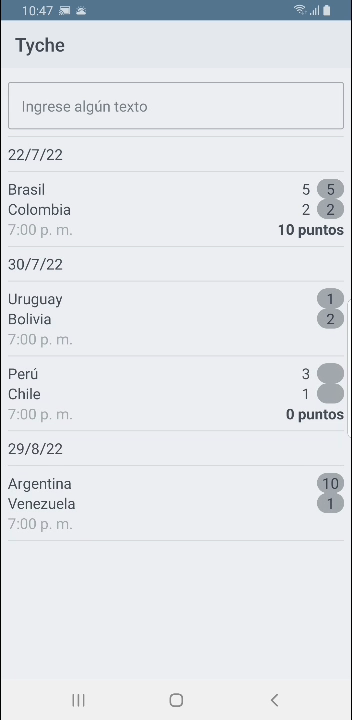 10:47
Tyche
Ingrese algún texto
22/7/22
Brasil 5 5
Colombia 2 2
7:00 p. m. 10 puntos
30/7/22
Uruguay 1
Bolivia 2
7:00 p. m.
Perú 3
Chile 1
7:00 p. m. 0 puntos
29/8/22
Argentina 10
Venezuela 1
7:00 p. m.